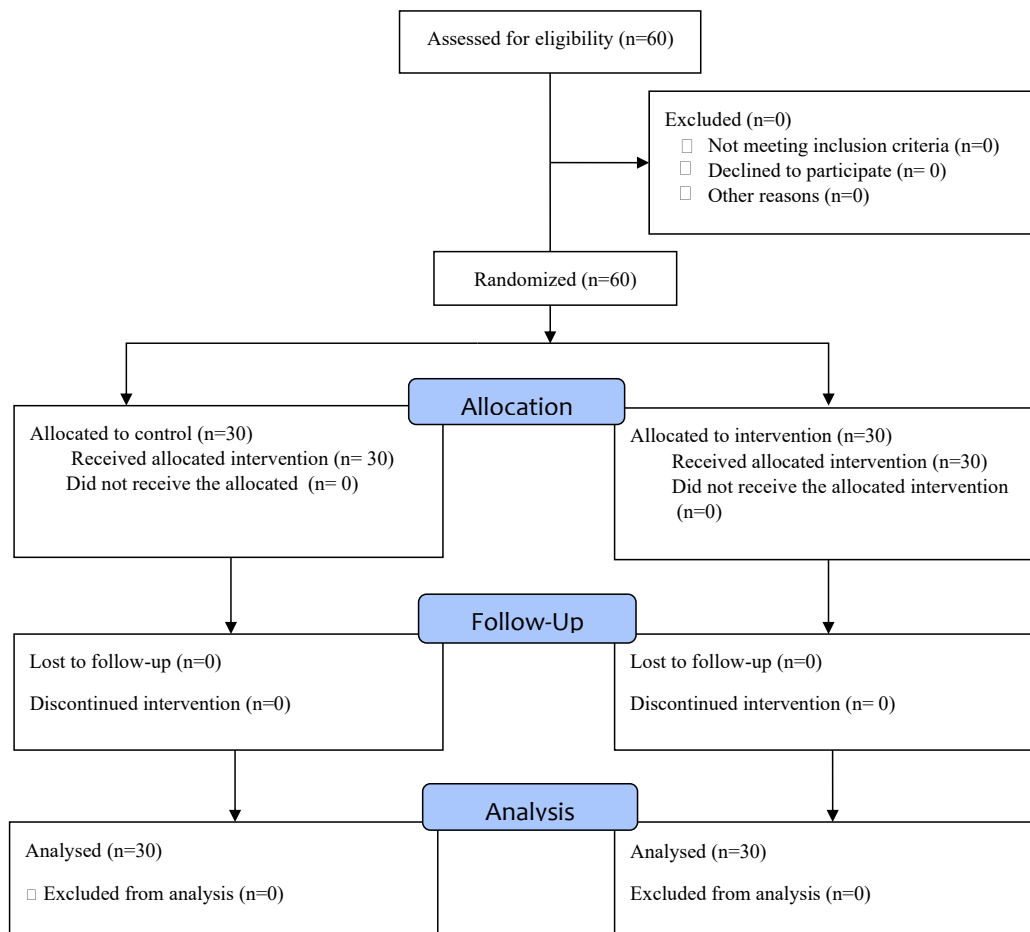 Assessed for eligibility (n=60)
Excluded (n=0)
Not meeting inclusion criteria (n=0)
Declined to participate (n= 0)
Other reasons (n=0)
Randomized (n=60)
Allocation
Allocated to control (n=30)
Received allocated intervention (n= 30)
Did not receive the allocated (n= 0)
Allocated to intervention (n=30)
Received allocated intervention (n=30)
Did not receive the allocated intervention
(n=0)
Follow-Up
Lost to follow-up (n=0)
Discontinued intervention (n=0)
Lost to follow-up (n=0)
Discontinued intervention (n= 0)
Analysis
Analysed (n=30)
Excluded from analysis (n=0)
Analysed (n=30)
Excluded from analysis (n=0)